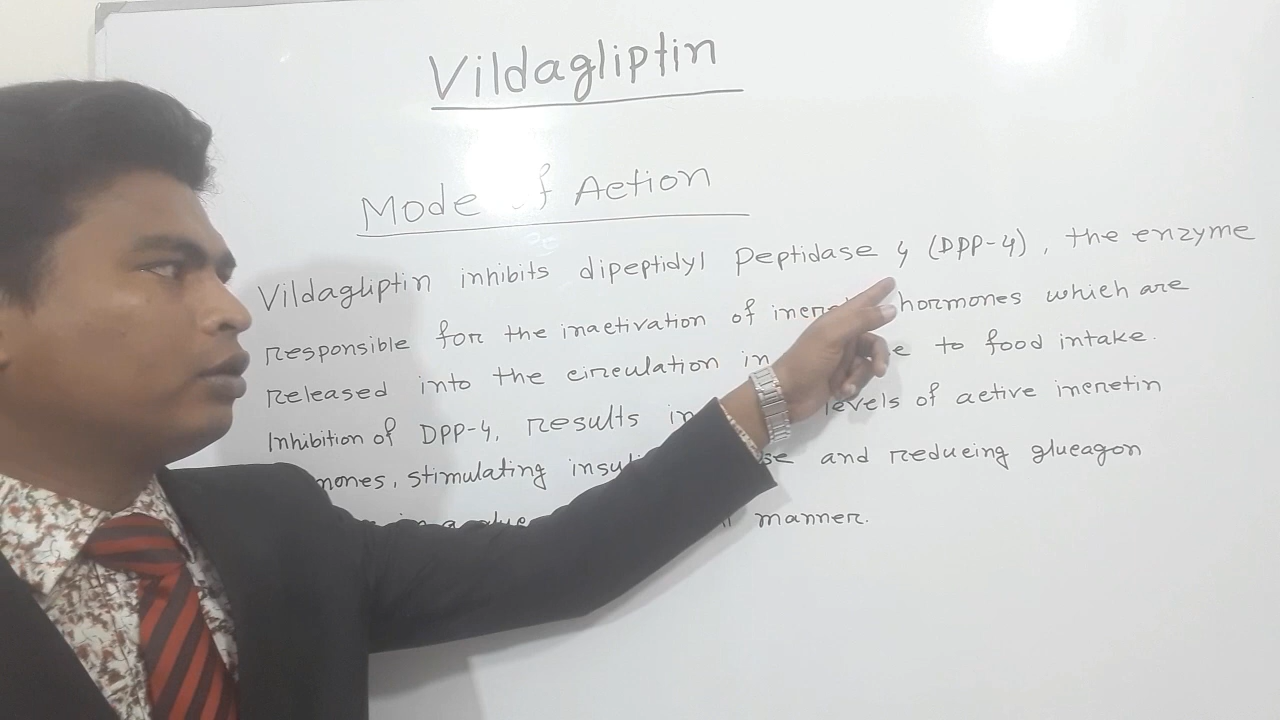 Vildagliptin
Mode of Action
Vildagliptin inhibits dipeptidyl Peptidase 4 (DPP-4), the enzyme
responsible for the inactivation of hormones which are
released into the circulation in to food intake.
Inhibition of DPP-4, results in levels of active incretin
stimulating and reducing glucagon
in a manner.